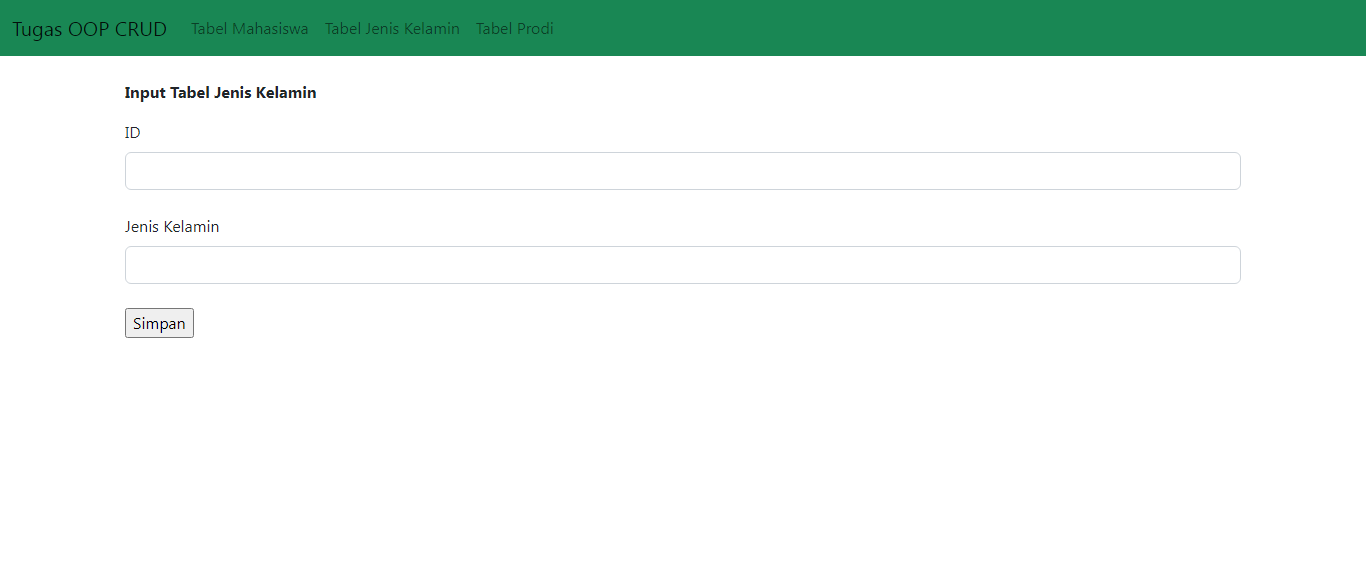 Tugas OOP CRUD Tabel Mahasiswa Tabel Jenis Kelamin Tabel Prodi
Input Tabel Jenis Kelamin
ID
Jenis Kelamin
Simpan